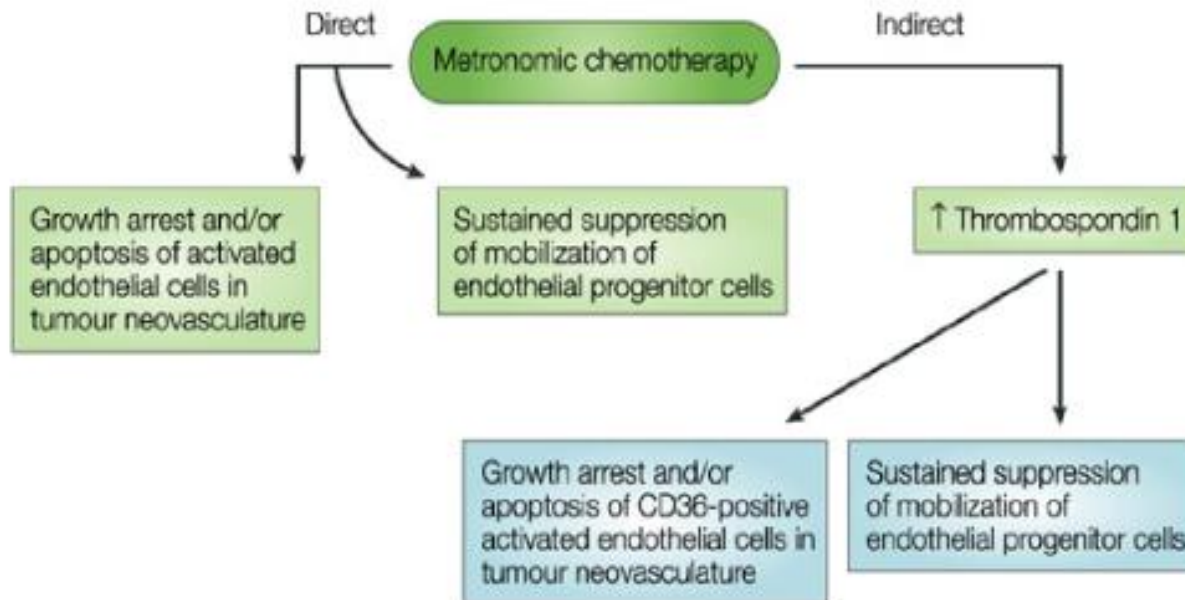 Direct
Metronomic chemotherapy
Indirect
Growth arrest and/or
apoptosis of activated
endothelial cells in
tumour neovasculature
Sustained suppression
of mobilization of
endothelial progenitor cells
↑ Thrombospondin 1
Growth arrest and/or
apoptosis of CD36-positive
activated endothelial cells in
tumour neovasculature
Sustained suppression
of mobilization of
endothelial progenitor cells